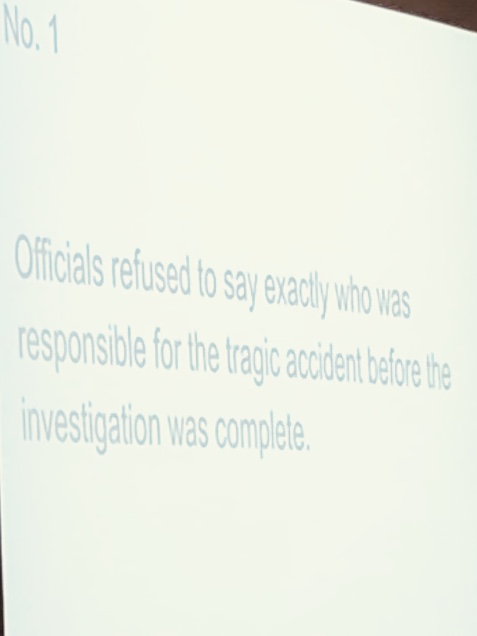 No. 1
Officials refused to say exactly who was
responsible for the tragic accident before the
investigation was complete.